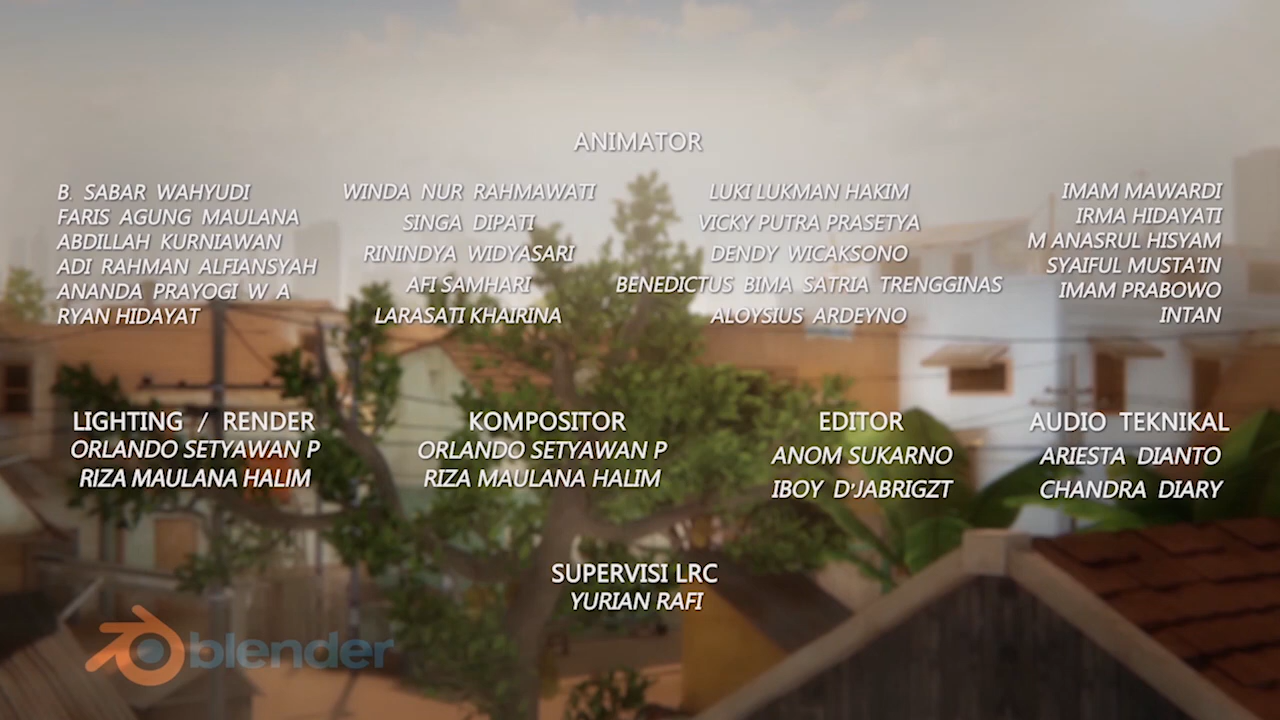 ANIMATOR
B. SABAR WAHYUDI
FARIS AGUNG MAULANA
ABDILLAH KURNIAWAN
ADI RAHMAN ALFIANSYAH
ANANDA PRAYOGI W A
RYAN HIDAYAT
WINDA NUR RAHMAWATI
SINGA DIPATI
RININDYA WIDYASARI
AFI SAMHARI
LARASATI KHAIRINA
LUKI LUKMAN HAKIM
VICKY PUTRA PRASETYA
DENDY WICAKSONO
BENEDICTUS BIMA SATRIA TRENGGINAS
ALOYSIUS ARDEYNO
IMAM MAWARDI
IRMA HIDAYATI
M ANASRUL HISYAM
SYAIFUL MUSTA'IN
IMAM PRABOWO
INTAN
LIGHTING / RENDER
ORLANDO SETYAWAN P
RIZA MAULANA HALIM
KOMPOSITOR
ORLANDO SETYAWAN P
RIZA MAULANA HALIM
EDITOR
ANOM SUKARNO
IBOY D'JABRIGZT
AUDIO TEKNIKAL
ARIESTA DIANTO
CHANDRA DIARY
SUPERVISI LRC
YURIAN RAFI
blender